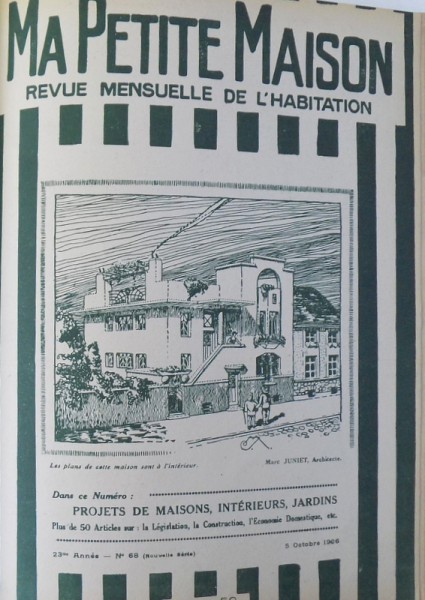 MA PETITE MAISON
REVUE MENSUELLE DE L'HABITATION
Les plans de cette maison sont à l'intérieur.
Marc JUNIET, Architecte.
Dans ce Numéro :
PROJETS DE MAISONS, INTÉRIEURS, JARDINS
Plus de 50 Articles sur : la Législation, la Construction, l'Économie Domestique, etc.
23me Année — N° 68 (Nouvelle Série)
5 Octobre 1928